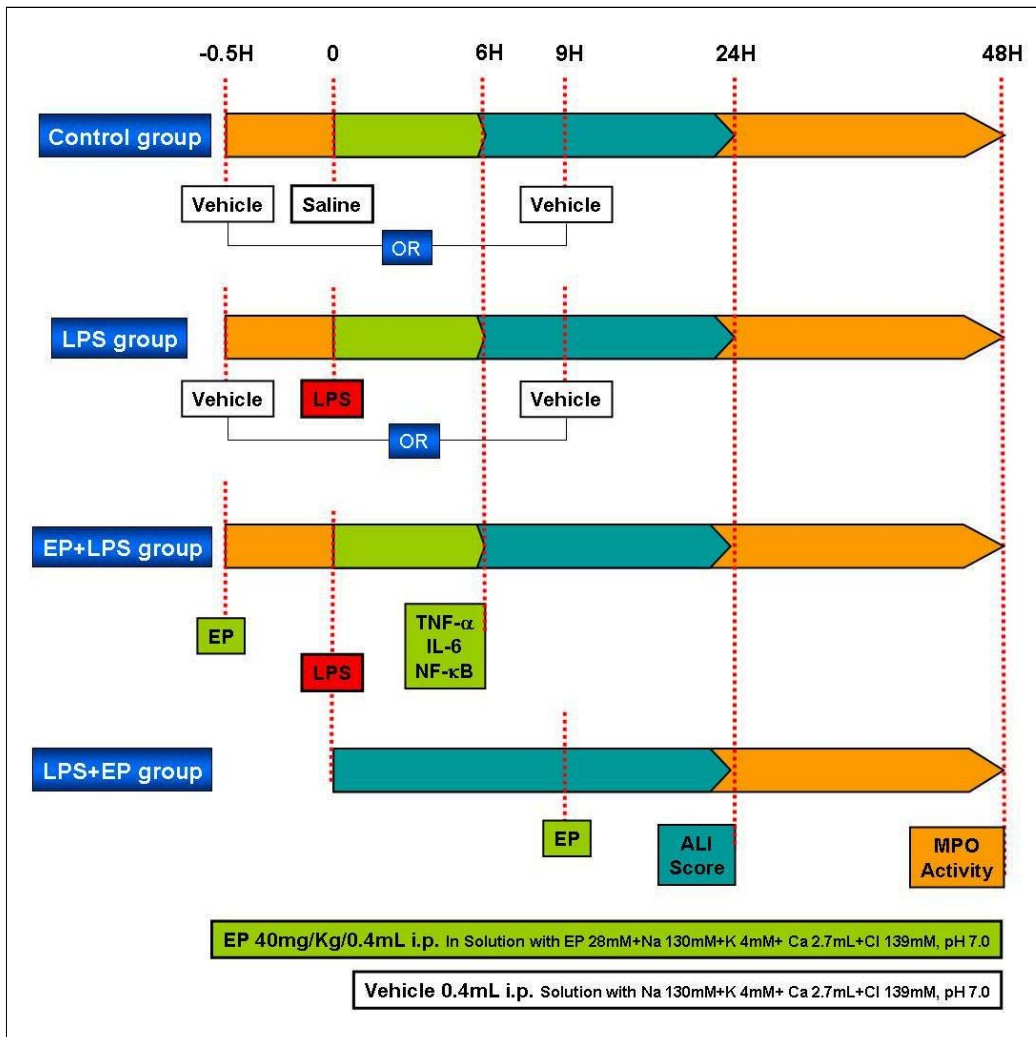 -0.5H 0 6H 9H 24H 48H
Control group
Vehicle Saline Vehicle
OR
LPS group
Vehicle LPS Vehicle
OR
EP+LPS group
EP
TNF-α
IL-6
NF-κB
LPS
LPS+EP group
EP
ALI
Score
MPO
Activity
EP 40mg/Kg/0.4mL i.p. In Solution with EP 28mM+Na 130mM+K 4mM+ Ca 2.7mL+Cl 139mM, pH 7.0
Vehicle 0.4mL i.p. Solution with Na 130mM+K 4mM+ Ca 2.7mL+Cl 139mM, pH 7.0